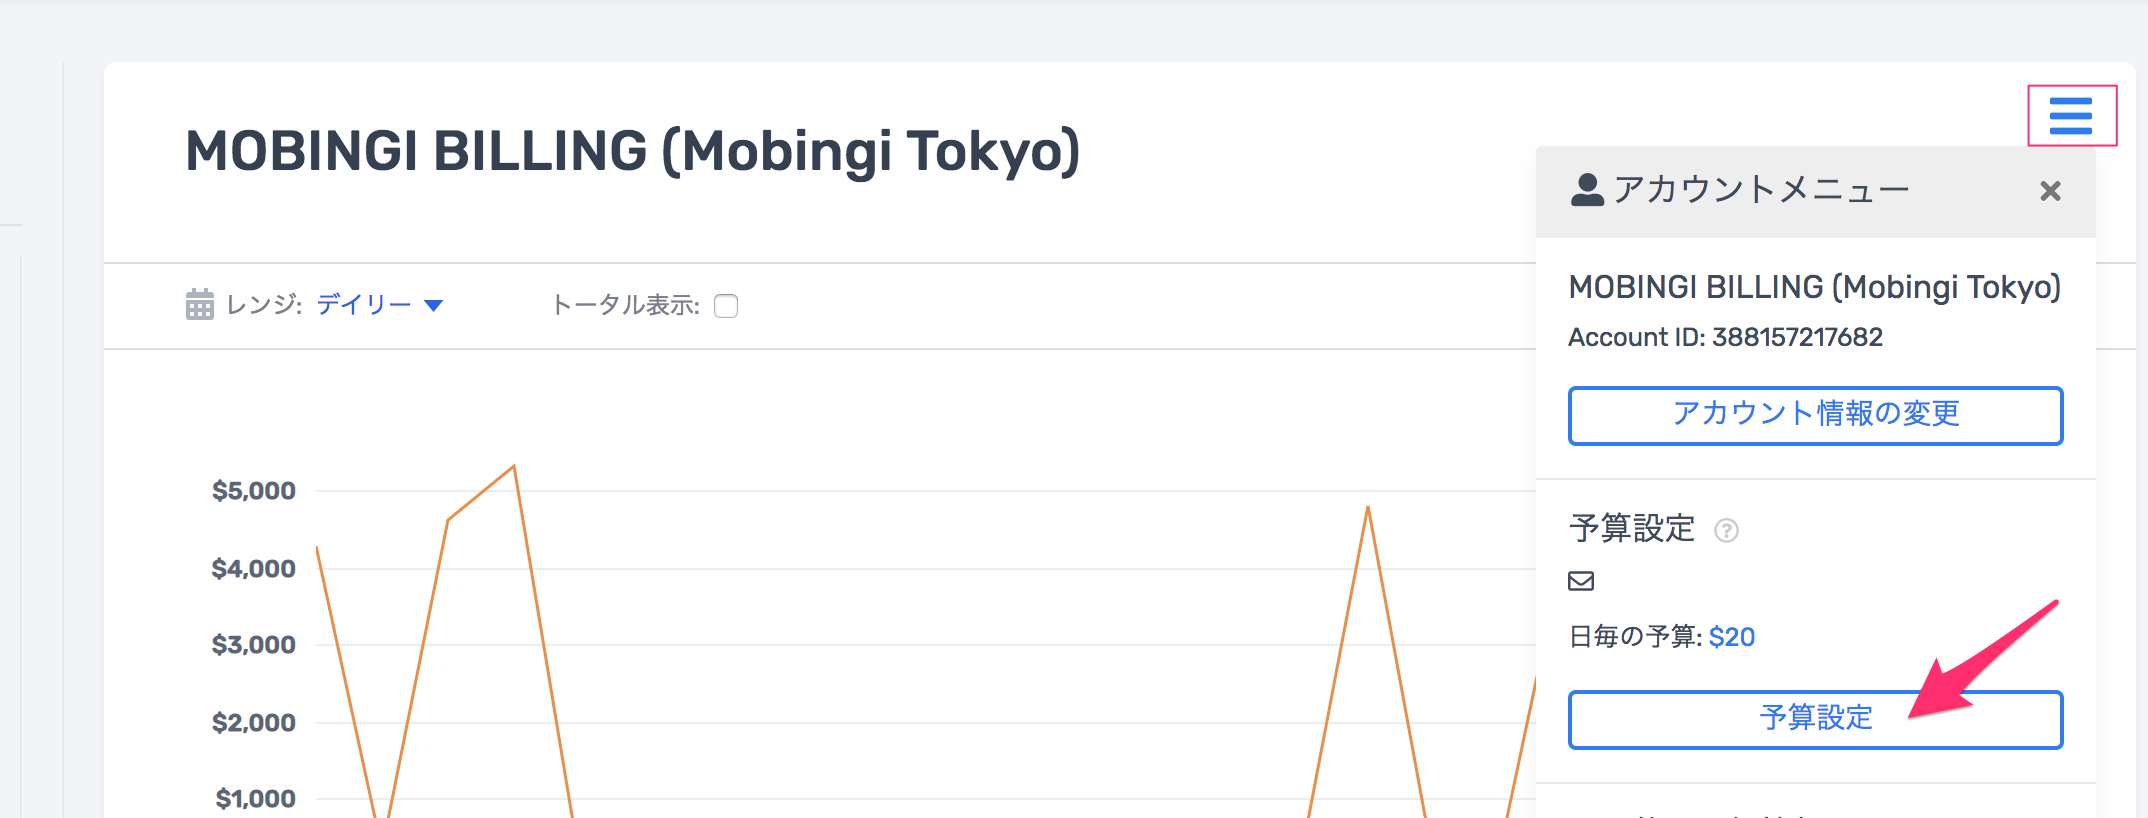 MOBINGI BILLING (Mobingi Tokyo)
アカウントメニュー
レンジ: デイリー
トータル表示:
MOBINGI BILLING (Mobingi Tokyo)
Account ID: 388157217682
アカウント情報の変更
$5,000
$4,000
$3,000
$2,000
$1,000
予算設定 ?
日毎の予算: $20
予算設定